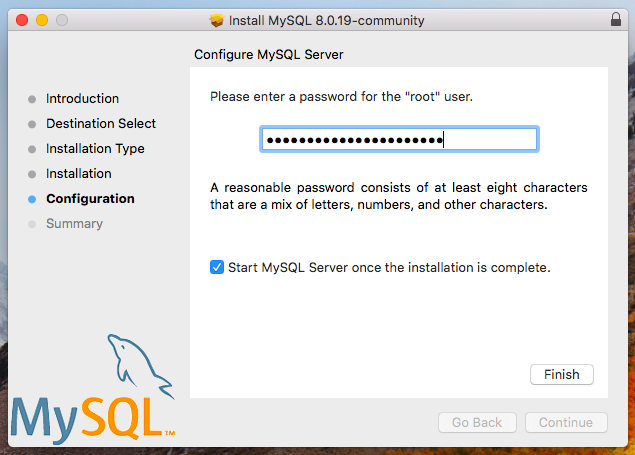 Install MySQL 8.0.19-community
Configure MySQL Server
Introduction
Destination Select
Installation Type
Installation
Configuration
Summary
Please enter a password for the "root" user.
••••••••••••••••••••••
A reasonable password consists of at least eight characters
that are a mix of letters, numbers, and other characters.
Start MySQL Server once the installation is complete.
Finish
MySQL™
Go Back
Continue